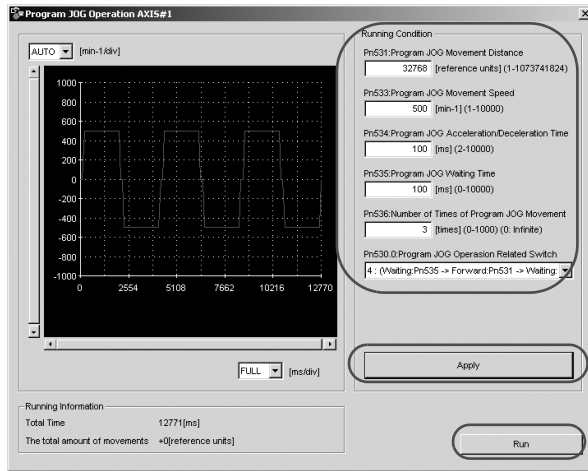 Program JOG Operation AXIS#1
AUTO [min-1/div]
1000
800
600
400
200
0
-200
-400
-600
-800
-1000
0 2554 5108 7662 10216 12770
FULL [ms/div]
Running Condition
Pn531:Program JOG Movement Distance
32768 [reference units] (1-1073741824)
Pn533:Program JOG Movement Speed
500 [min-1] (1-10000)
Pn534:Program JOG Acceleration/Deceleration Time
100 [ms] (2-10000)
Pn535:Program JOG Waiting Time
100 [ms] (0-10000)
Pn536:Number of Times of Program JOG Movement
3 [times] (0-1000) (0: Infinite)
Pn530.0:Program JOG Operasion Related Switch
4 : (Waiting:Pn535 -> Forward:Pn531 -> Waiting:
Apply
Running Information
Total Time 12771[ms]
The total amount of movements +0[reference units]
Run